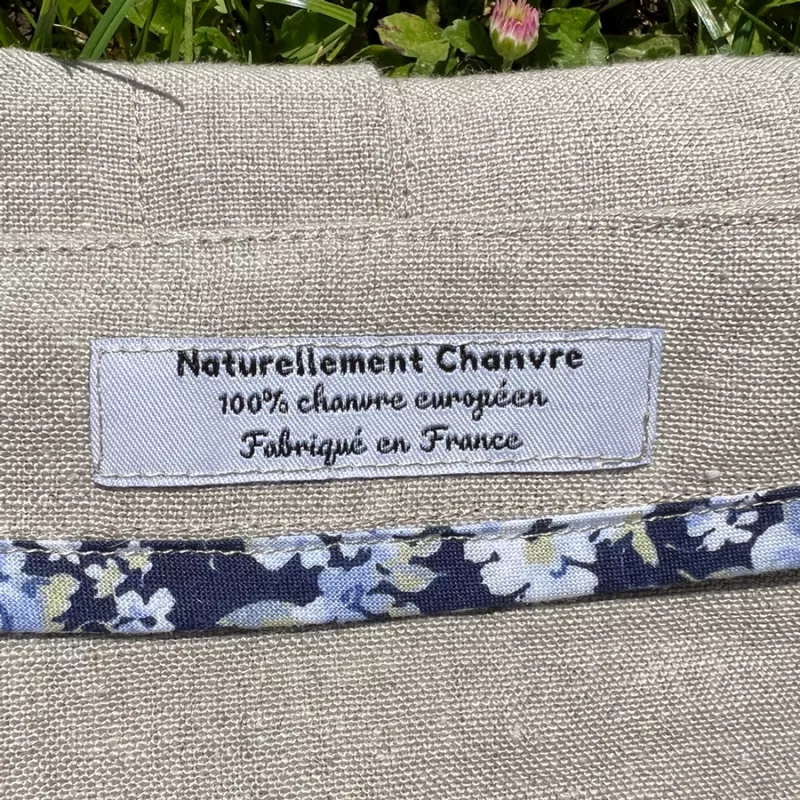 Naturellement Chanvre
100% chanvre européen
Fabriqué en France